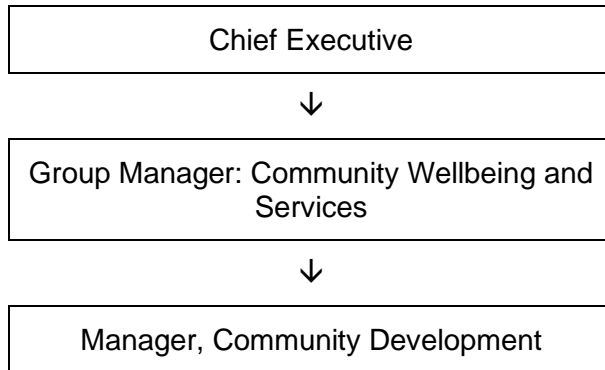 Chief Executive
↓
Group Manager: Community Wellbeing and
Services
↓
Manager, Community Development